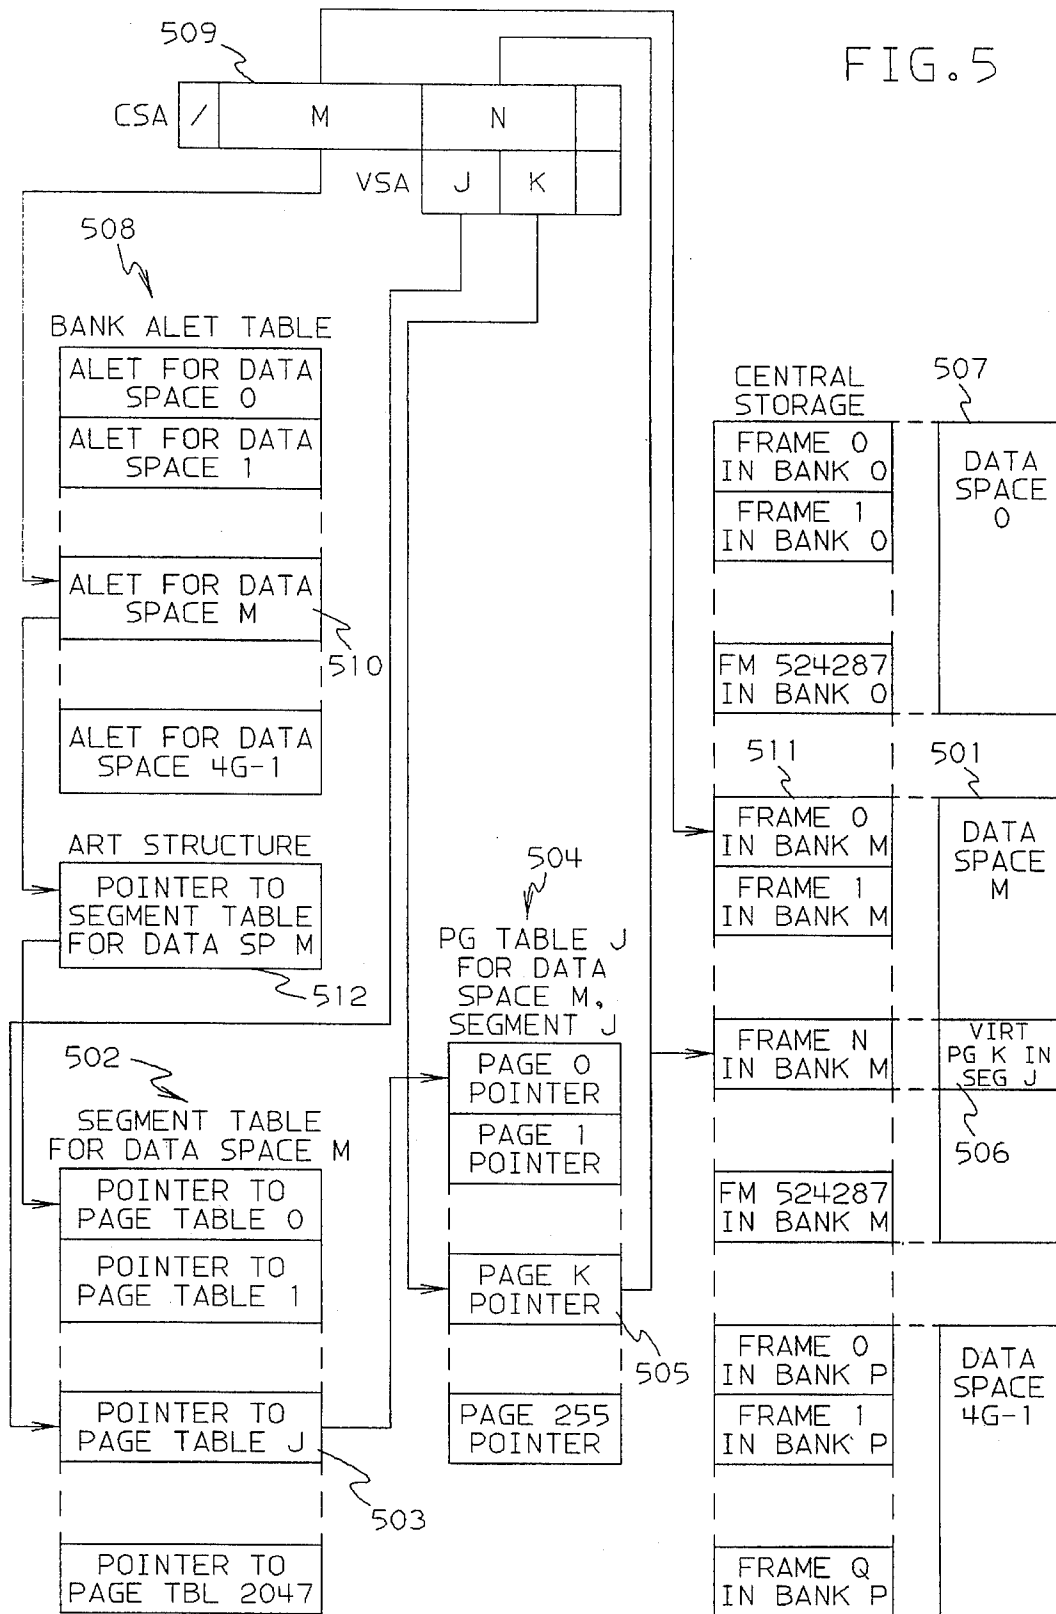 FIG.5
509
CSA / M N
VSA J K
508
BANK ALET TABLE
ALET FOR DATA
SPACE 0
ALET FOR DATA
SPACE 1
ALET FOR DATA
SPACE M
510
ALET FOR DATA
SPACE 4G-1
ART STRUCTURE
POINTER TO
SEGMENT TABLE
FOR DATA SP M
512
502
SEGMENT TABLE
FOR DATA SPACE M
POINTER TO
PAGE TABLE 0
POINTER TO
PAGE TABLE 1
POINTER TO
PAGE TABLE J
503
POINTER TO
PAGE TBL 2047
504
PG TABLE J
FOR DATA
SPACE M,
SEGMENT J
PAGE 0
POINTER
PAGE 1
POINTER
PAGE K
POINTER
505
PAGE 255
POINTER
CENTRAL
STORAGE
FRAME 0
IN BANK 0
FRAME 1
IN BANK 0
FM 524287
IN BANK 0
511
FRAME 0
IN BANK M
FRAME 1
IN BANK M
FRAME N
IN BANK M
FM 524287
IN BANK M
FRAME 0
IN BANK P
FRAME 1
IN BANK P
FRAME Q
IN BANK P
507
DATA
SPACE
0
501
DATA
SPACE
M
VIRT
PG K IN
SEG J
506
DATA
SPACE
4G-1